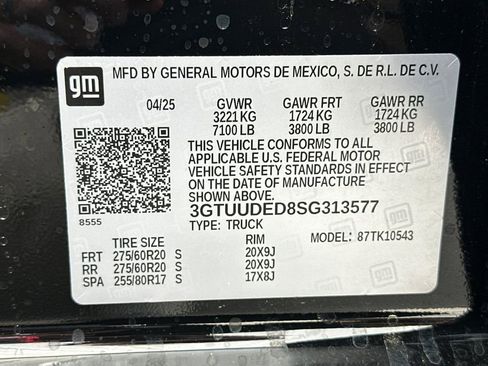 gm MFD BY GENERAL MOTORS DE MEXICO, S. DE R.L. DE C.V.
04/25 GVWR GAWR FRT GAWR RR
3221 KG 1724 KG 1724 KG
7100 LB 3800 LB 3800 LB
THIS VEHICLE CONFORMS TO ALL
APPLICABLE U.S. FEDERAL MOTOR
VEHICLE SAFETY STANDARDS IN EFFECT
ON THE DATE OF MANUFACTURE
SHOWN ABOVE.
3GTUUDED8SG313577
8555 TYPE: TRUCK
TIRE SIZE RIM MODEL: 87TK10543
FRT 275/60R20 S 20X9J
RR 275/60R20 S 20X9J
SPA 255/80R17 S 17X8J